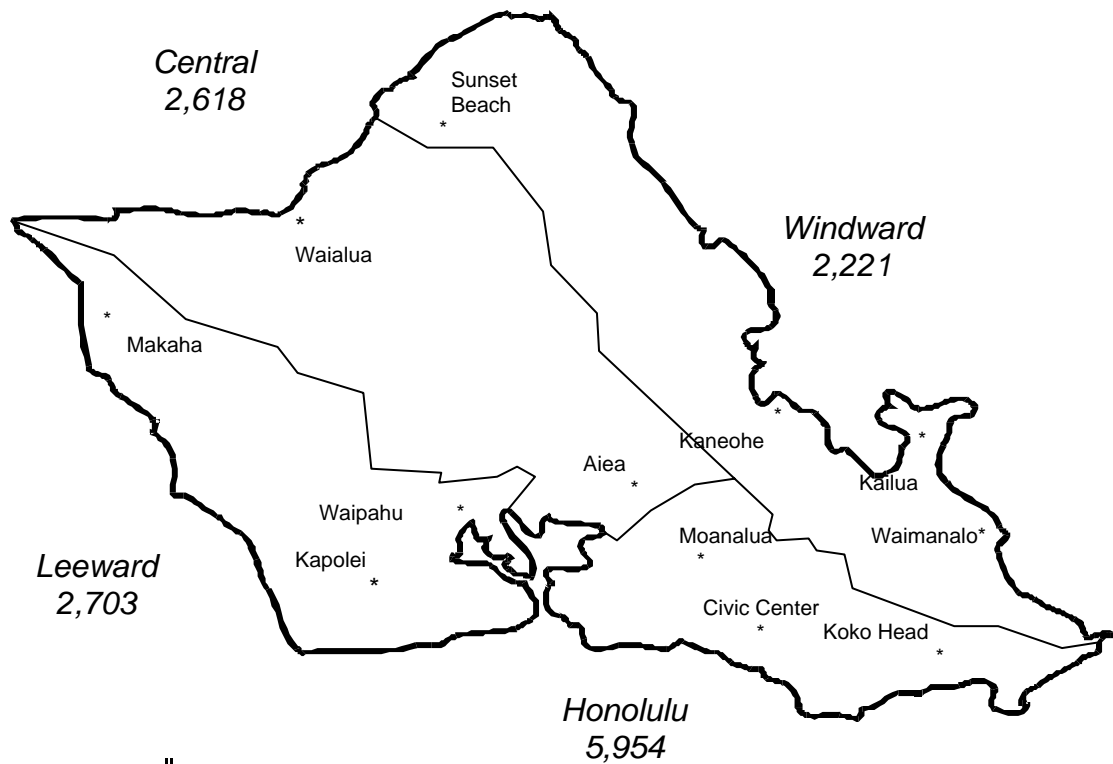 Central
2,618
Sunset
Beach
*
*
Waialua
Windward
2,221
*
Makaha
*
Kaneohe
*
Aiea
*
Kailua
Waipahu
*
Waimanalo*
Moanalua
*
Kapolei
*
Leeward
2,703
Civic Center
*
Koko Head
*
Honolulu
5,954